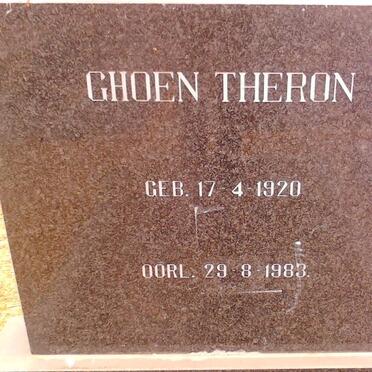 GHOEN THERON
GEB. 17-4-1920
OORL. 29-8-1983.